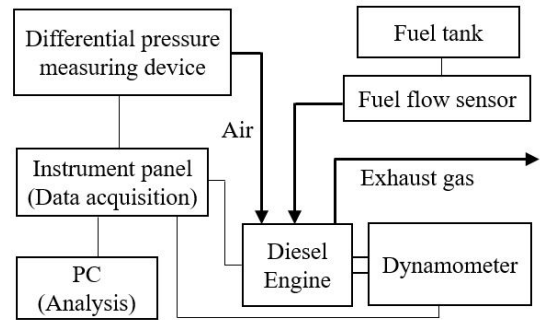 Differential pressure
measuring device
Fuel tank
Fuel flow sensor
Air
Instrument panel
(Data acquisition)
Exhaust gas
Diesel
Engine
Dynamometer
PC
(Analysis)